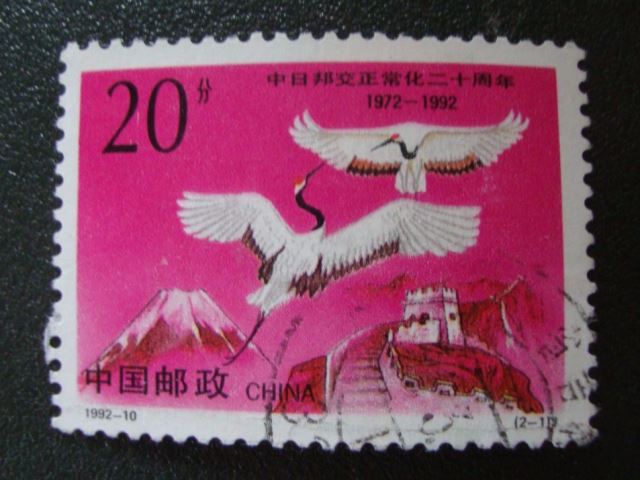 20分
中日邦交正常化二十周年
1972-1992
中国邮政 CHINA
1992-10
(2-1)T